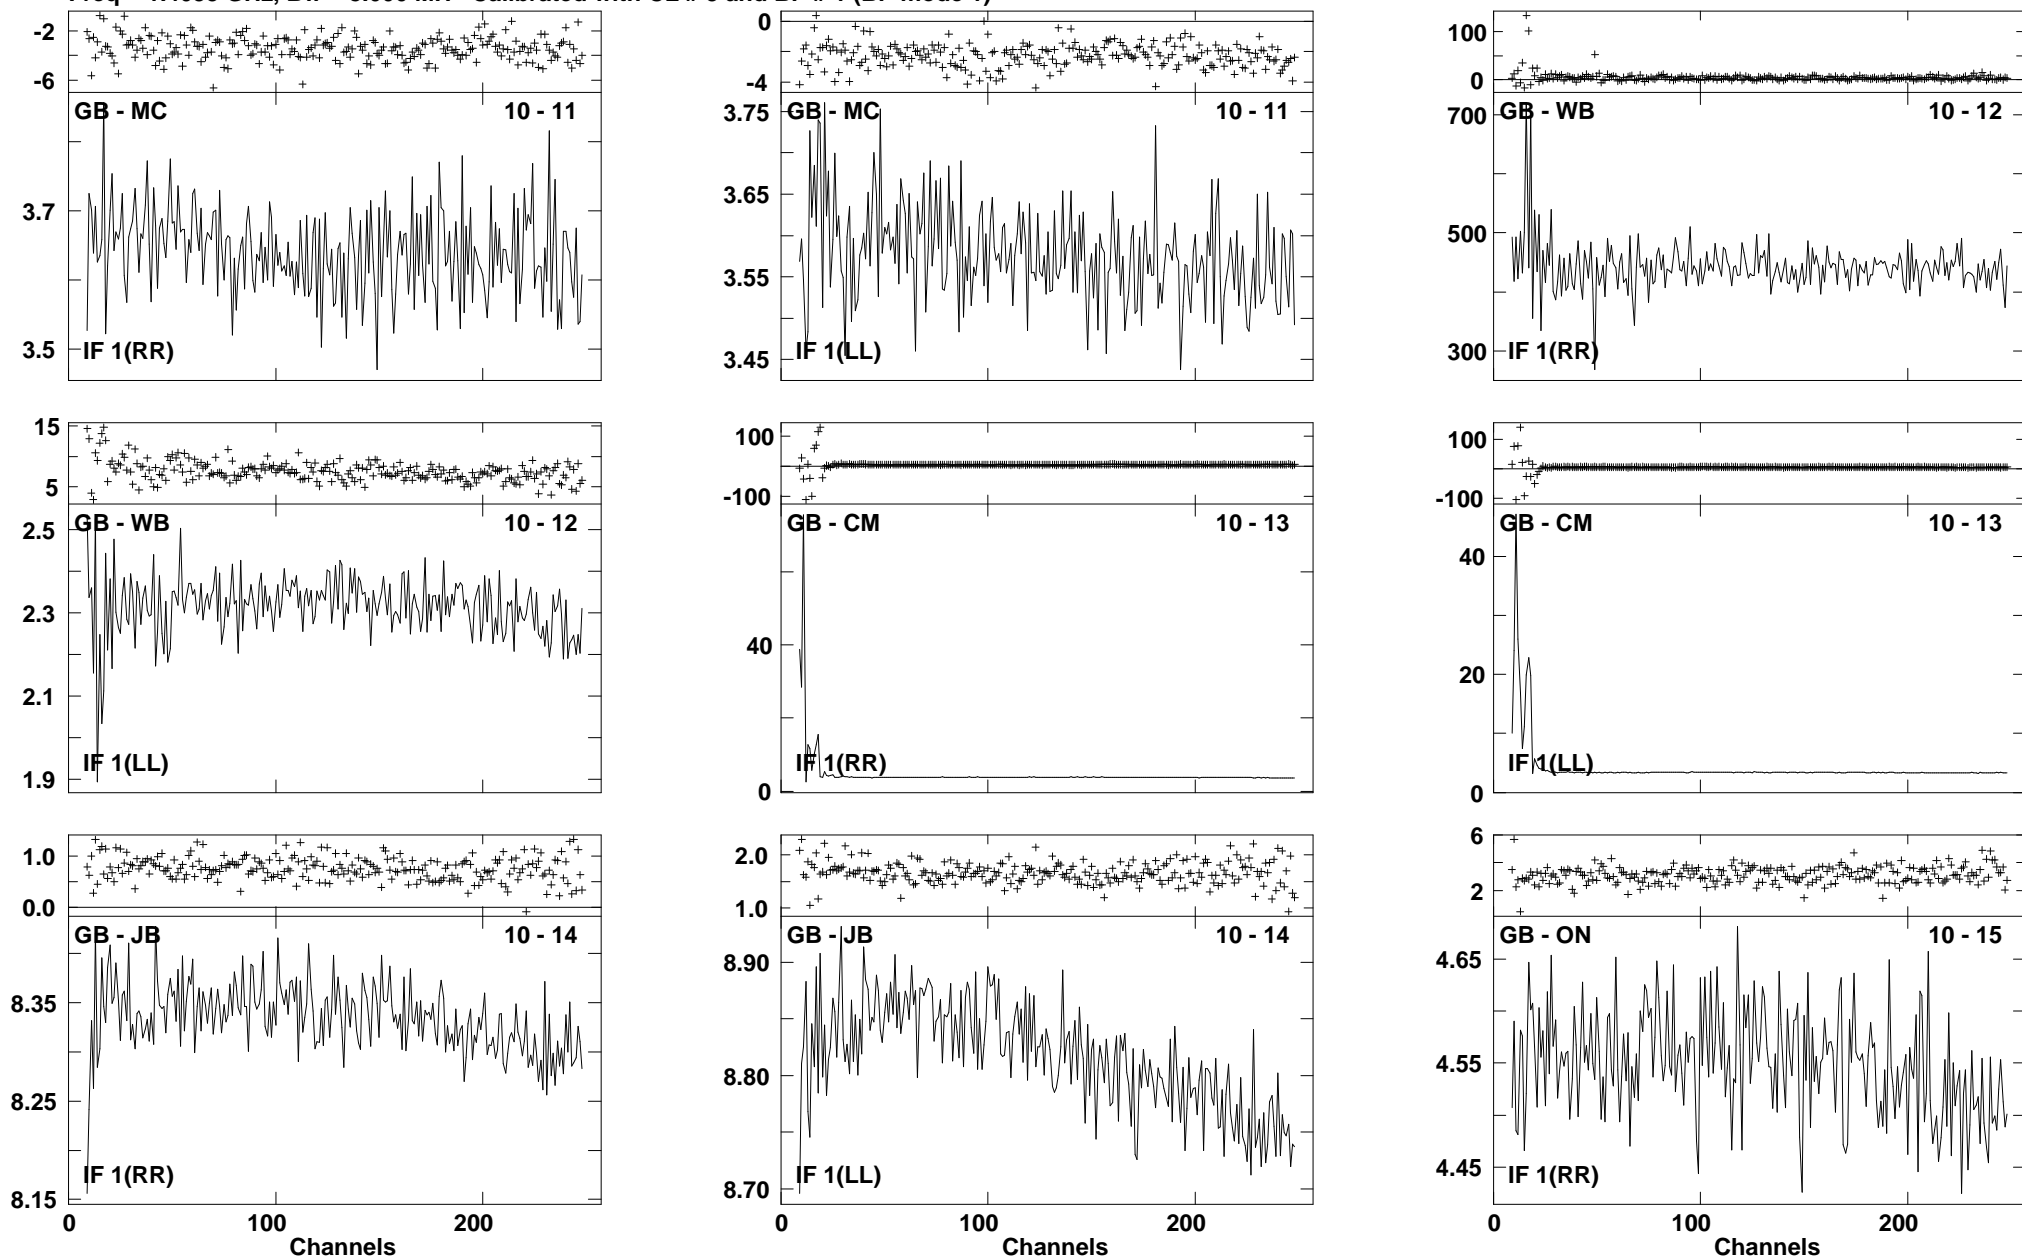 -2
-6
GB - MC 10 - 11
3.7
3.5
IF 1(RR)
0
-4
GB - MC 10 - 11
3.75
3.65
3.55
3.45
IF 1(LL)
100
0
GB - WB 10 - 12
700
500
300
IF 1(RR)
15
5
GB - WB 10 - 12
2.5
2.3
2.1
1.9
IF 1(LL)
100
-100
GB - CM 10 - 13
40
0
IF 1(RR)
100
-100
GB - CM 10 - 13
40
20
0
IF 1(LL)
1.0
0.0
GB - JB 10 - 14
8.35
8.25
8.15
IF 1(RR)
0 100 200
Channels
2.0
1.0
GB - JB 10 - 14
8.90
8.80
8.70
IF 1(LL)
0 100 200
Channels
6
2
GB - ON 10 - 15
4.65
4.55
4.45
IF 1(RR)
0 100 200
Channels